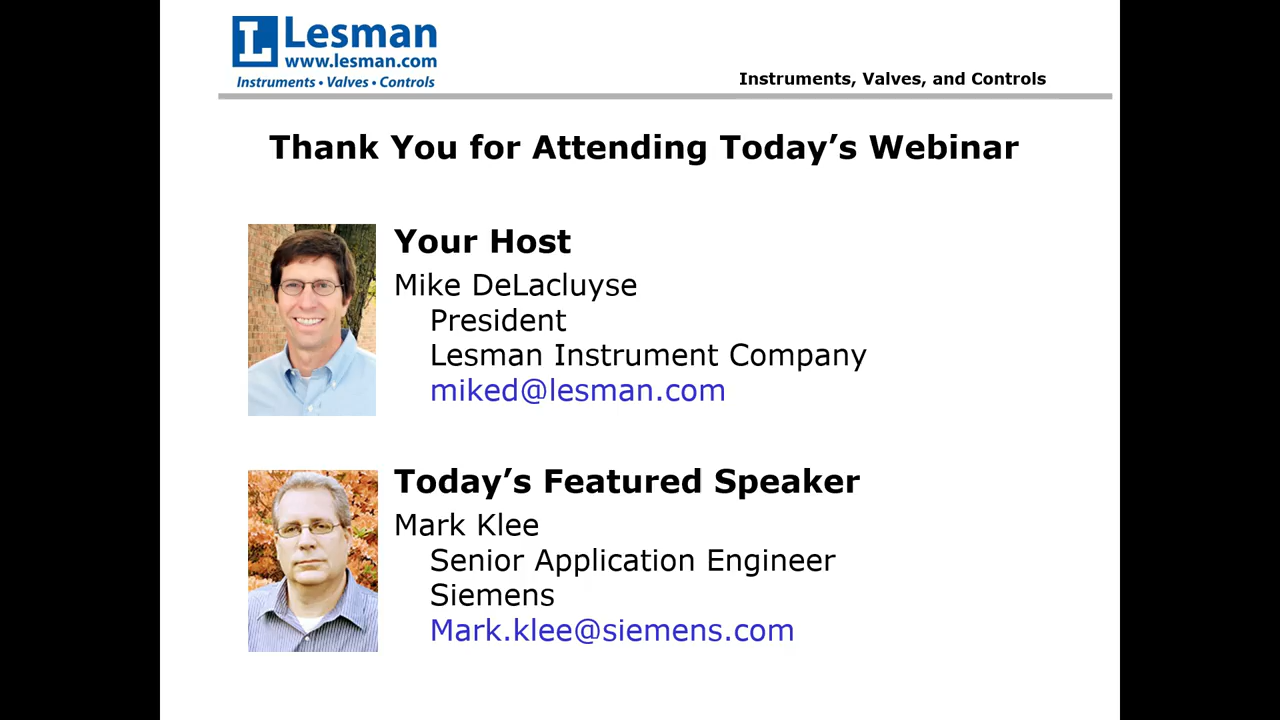 L Lesman
www.lesman.com
Instruments • Valves • Controls
Instruments, Valves, and Controls
Thank You for Attending Today’s Webinar
Your Host
Mike DeLacluyse
President
Lesman Instrument Company
miked@lesman.com
Today’s Featured Speaker
Mark Klee
Senior Application Engineer
Siemens
Mark.klee@siemens.com